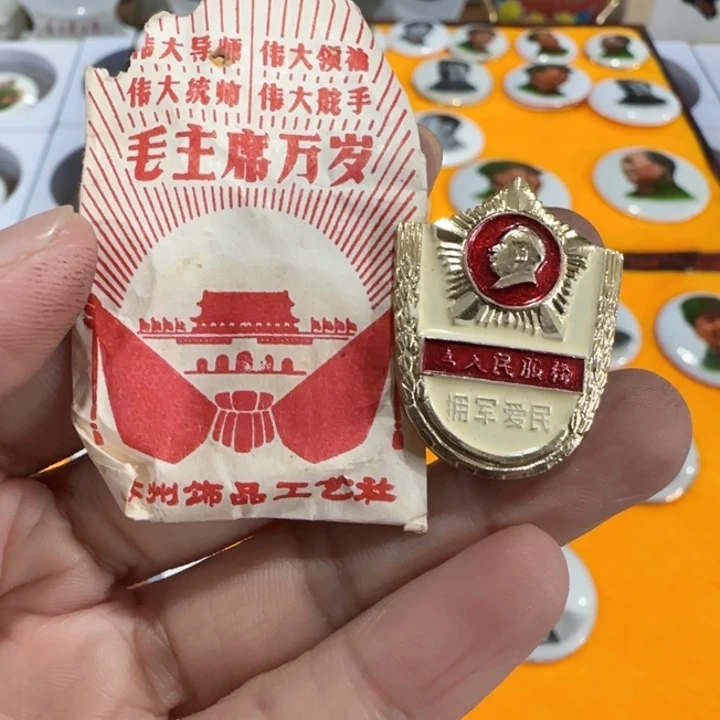 伟大导师 伟大领袖
伟大统帅 伟大舵手
毛主席万岁
饰品工艺社
为人民服务
拥军爱民